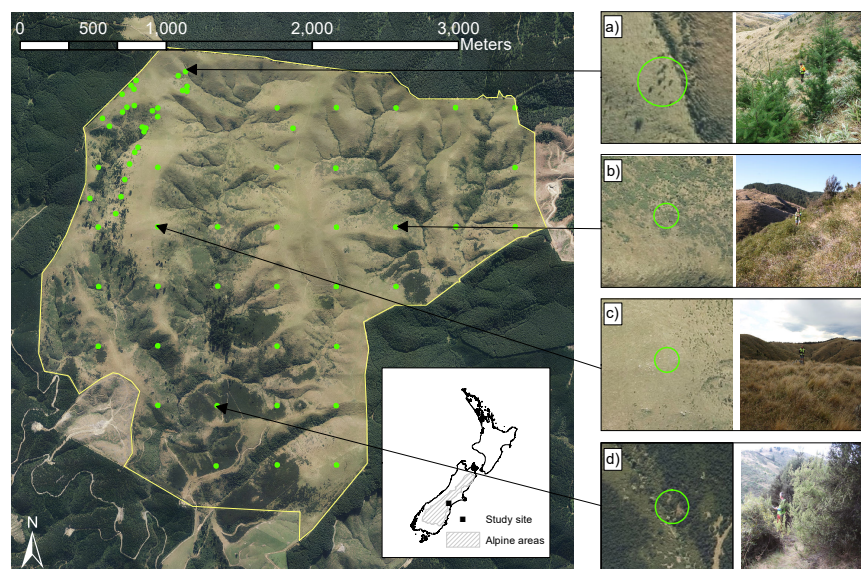 0 500 1,000 2,000 3,000
Meters
a)
b)
c)
d)
N
Study site
Alpine areas